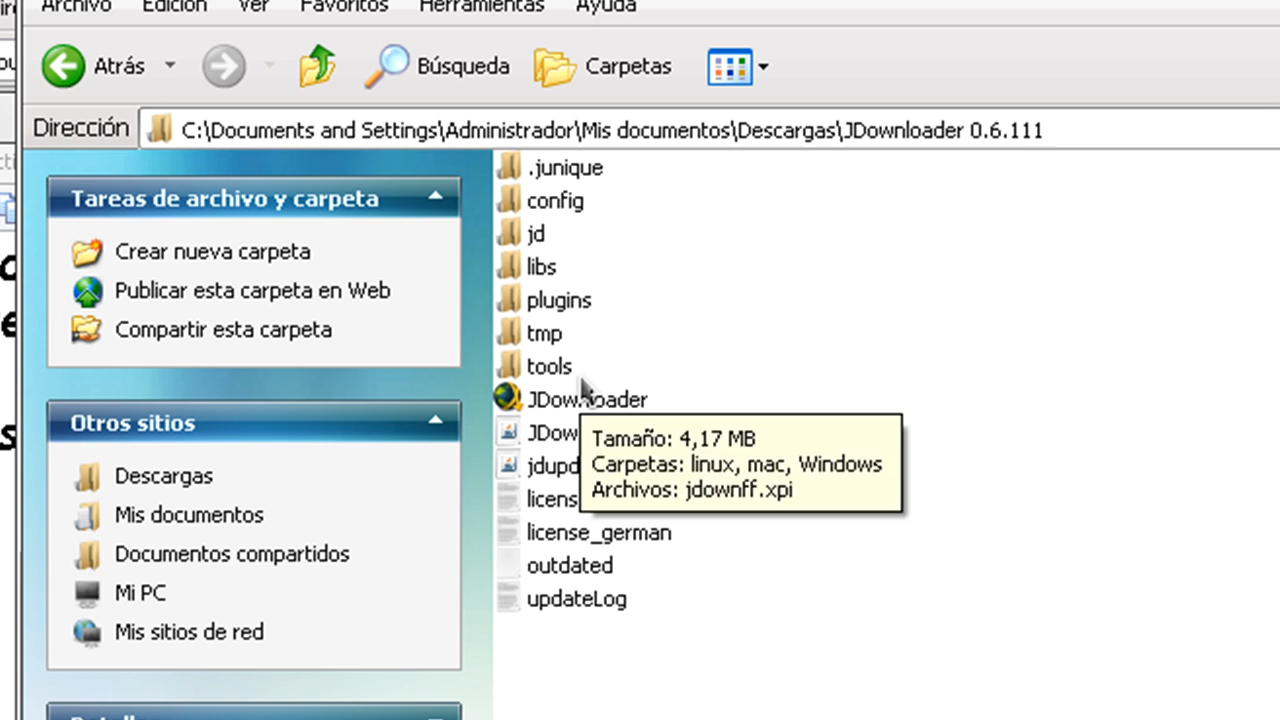 Archivo Edición Ver Favoritos Herramientas Ayuda
Atrás Búsqueda Carpetas
Dirección C:\Documents and Settings\Administrador\Mis documentos\Descargas\JDownloader 0.6.111
Tareas de archivo y carpeta
Crear nueva carpeta
Publicar esta carpeta en Web
Compartir esta carpeta
Otros sitios
Descargas
Mis documentos
Documentos compartidos
Mi PC
Mis sitios de red
.junique
config
jd
libs
plugins
tmp
tools
JDownloader
JDow
jdupd
licens
license_german
outdated
updateLog
Tamaño: 4,17 MB
Carpetas: linux, mac, Windows
Archivos: jdownff.xpi